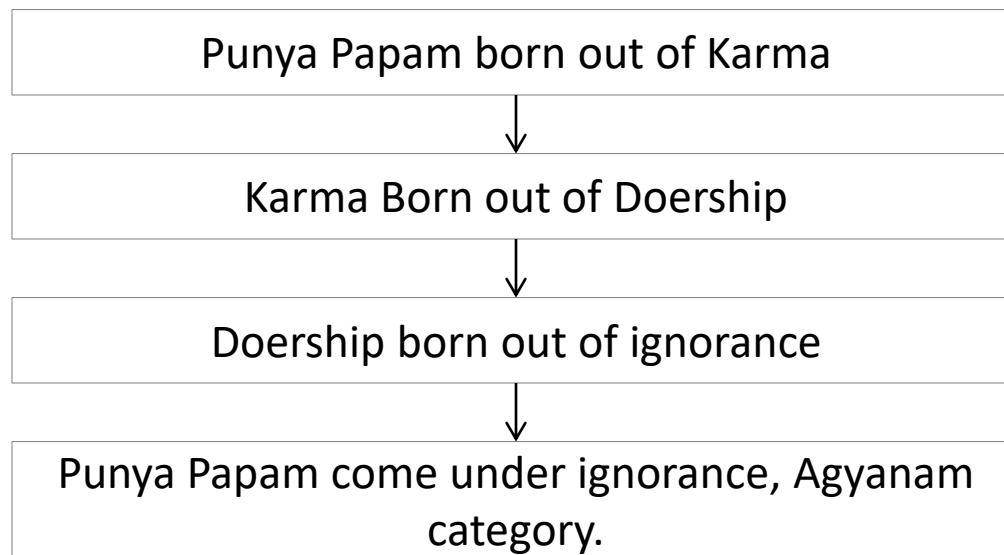 Punya Papam born out of Karma
Karma Born out of Doership
Doership born out of ignorance
Punya Papam come under ignorance, Agyanam
category.